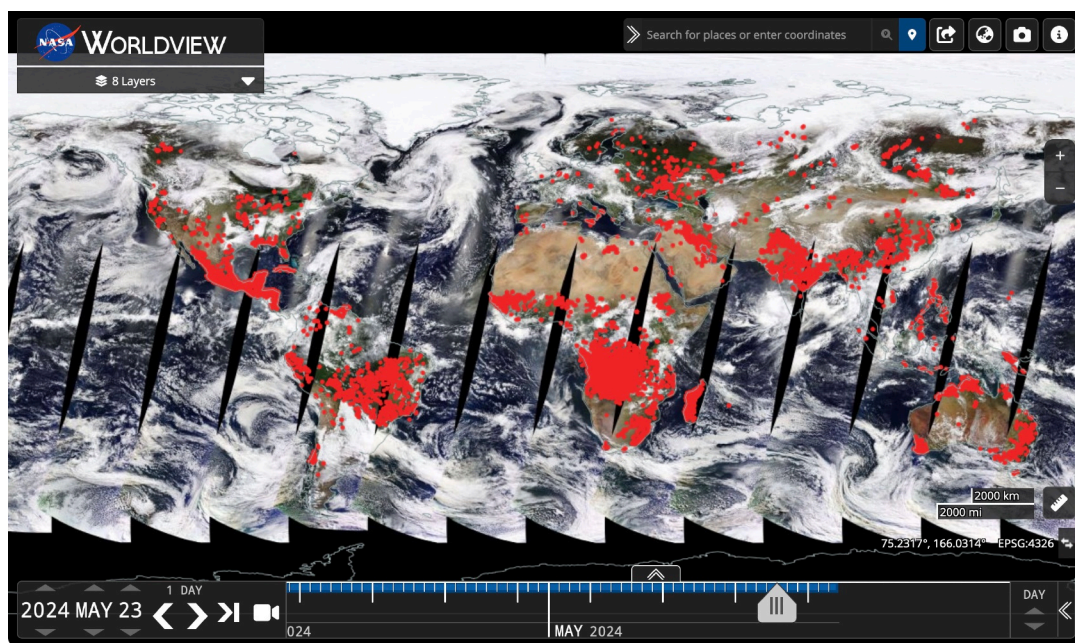 NASA WORLDVIEW
Search for places or enter coordinates
8 Layers
+
−
2000 km
2000 mi
75.2317°, 166.0314° EPSG:4326
1 DAY
2024 MAY 23
024
MAY 2024
DAY